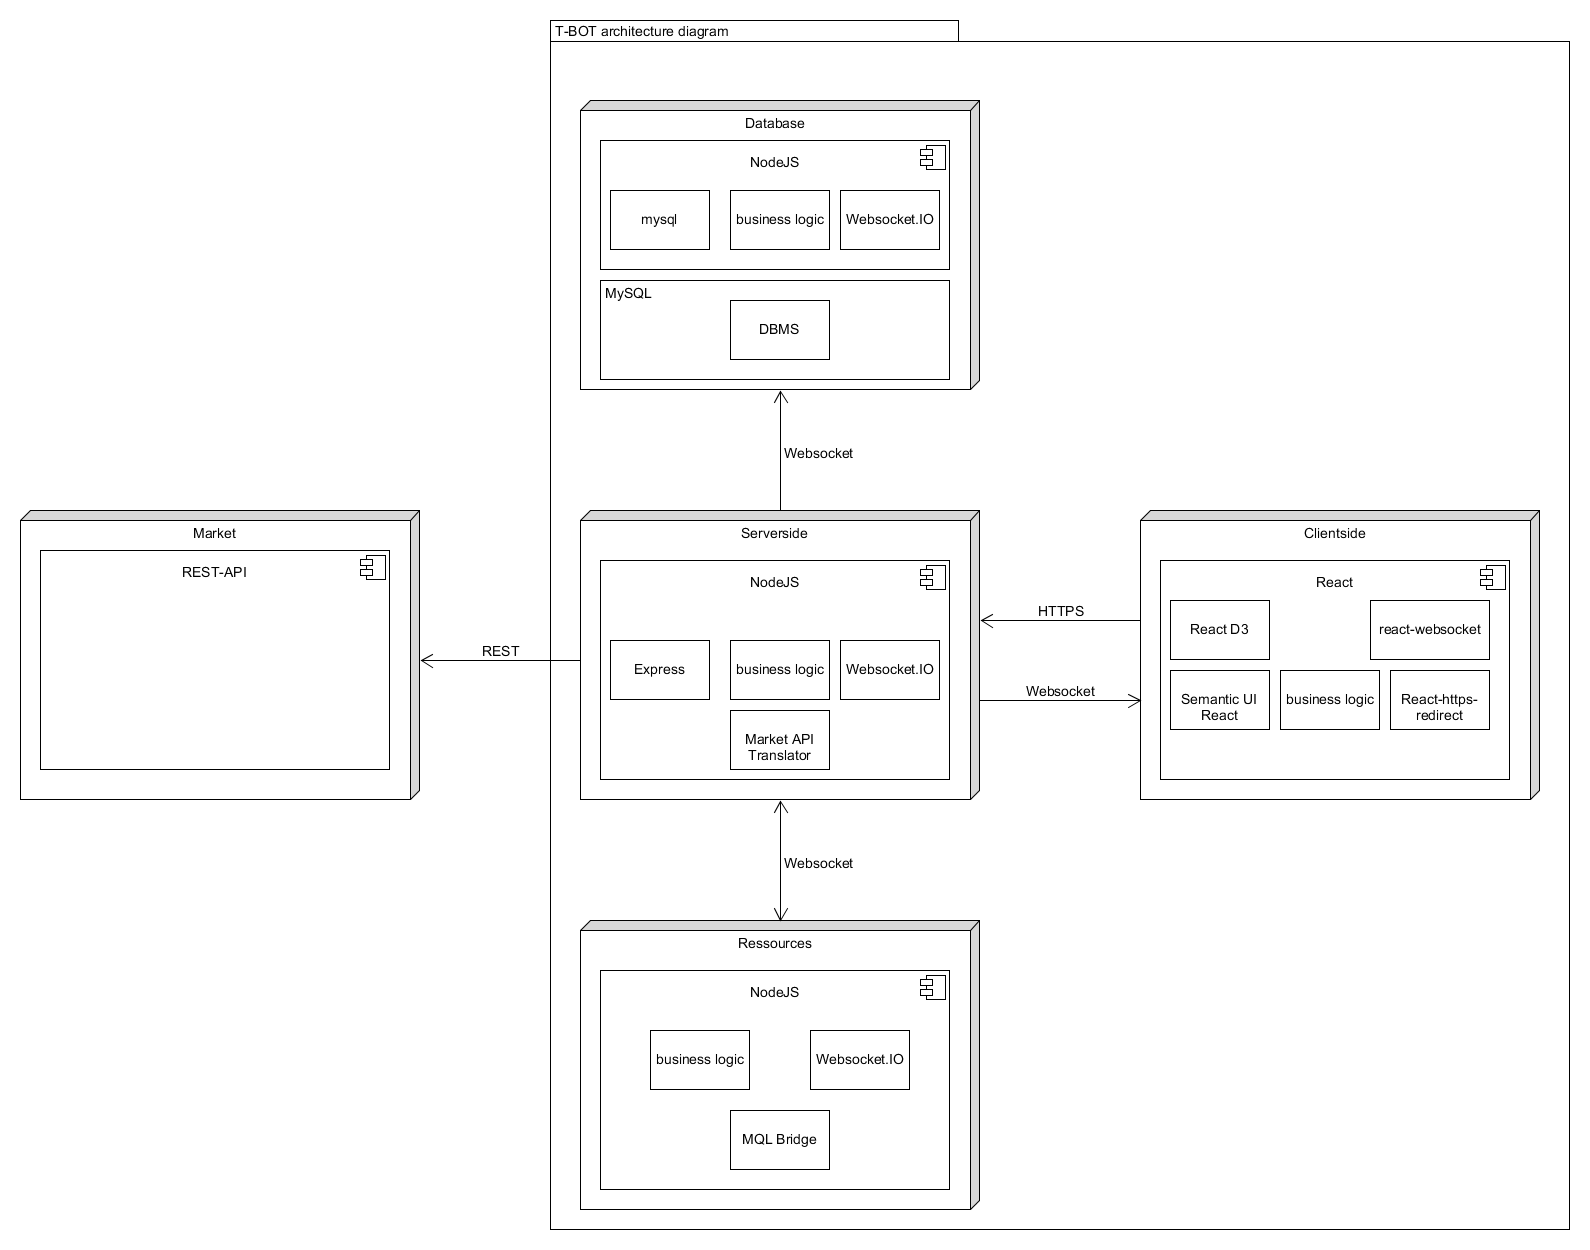 T-BOT architecture diagram
Database
NodeJS
mysql
business logic
Websocket.IO
MySQL
DBMS
Websocket
Market
REST-API
REST
Serverside
NodeJS
Express
business logic
Websocket.IO
Market API
Translator
HTTPS
Websocket
Clientside
React
React D3
react-websocket
Semantic UI
React
business logic
React-https-
redirect
Websocket
Ressources
NodeJS
business logic
Websocket.IO
MQL Bridge